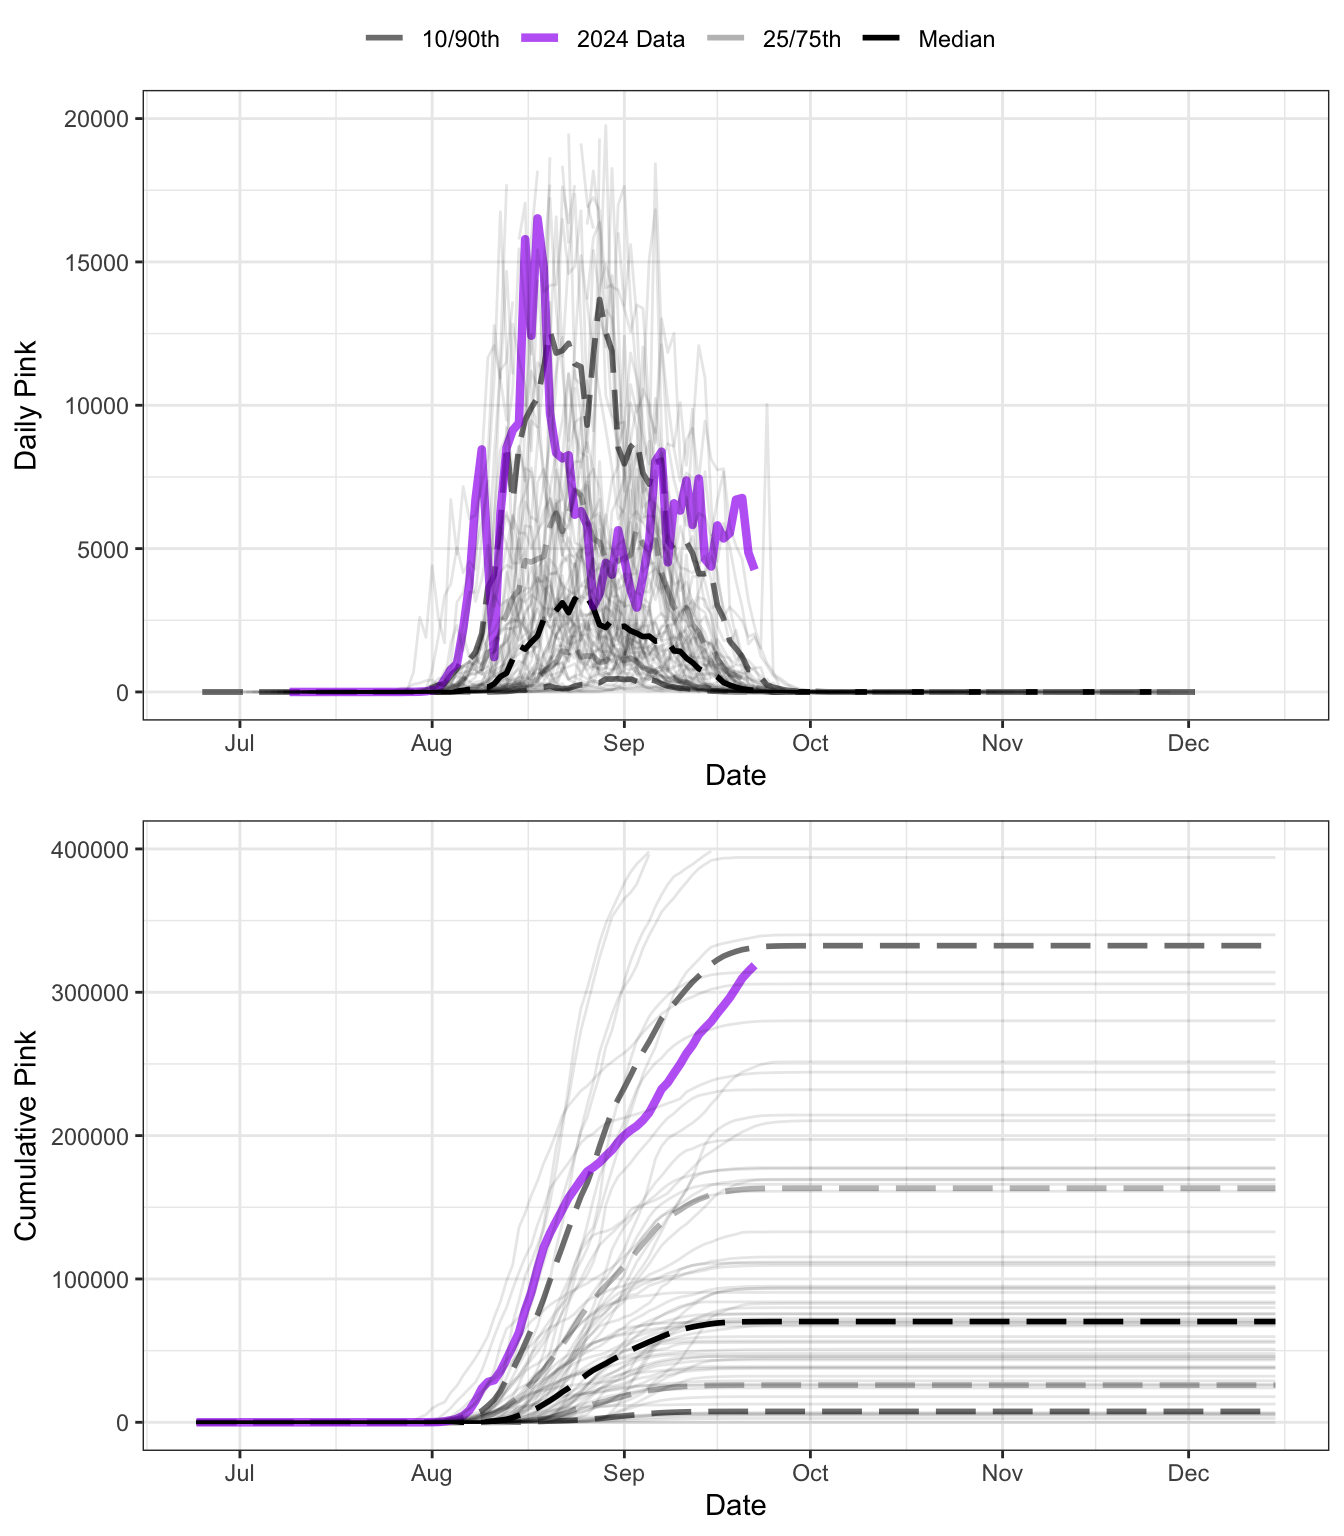 10/90th 2024 Data 25/75th Median
20000
15000
10000
5000
0
Daily Pink
Jul Aug Sep Oct Nov Dec
Date
400000
300000
200000
100000
0
Cumulative Pink
Jul Aug Sep Oct Nov Dec
Date